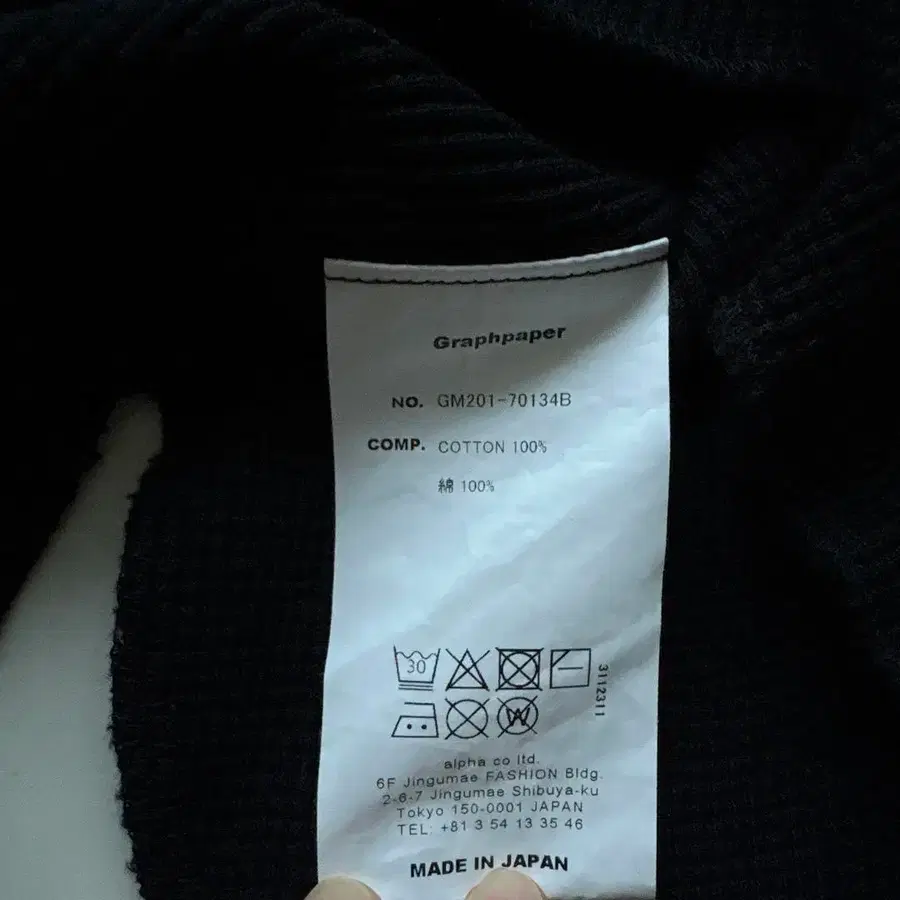 Graphpaper
NO. GM201-70134B
COMP. COTTON 100%
綿 100%
30
3112311
W
alpha co ltd.
6F Jingumae FASHION Bldg.
2-6-7 Jingumae Shibuya-ku
Tokyo 150-0001 JAPAN
TEL: +81 3 54 13 35 46
MADE IN JAPAN